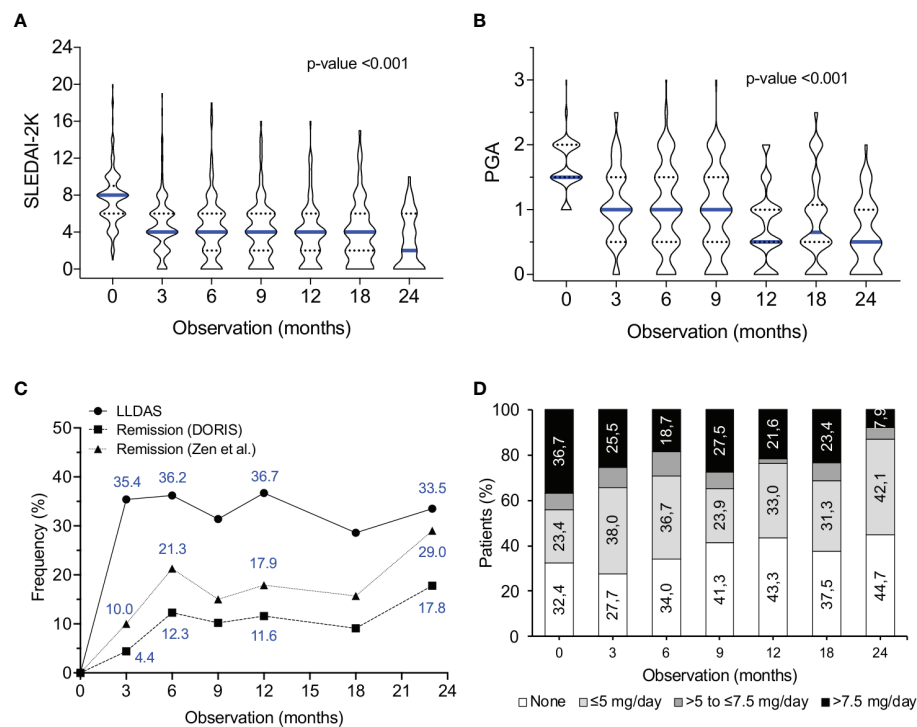 A
SLEDAI-2K
24
20
16
12
8
4
0
p-value <0.001
0 3 6 9 12 18 24
Observation (months)
B
PGA
3
2
1
0
p-value <0.001
0 3 6 9 12 18 24
Observation (months)
C
LLDAS
Remission (DORIS)
Remission (Zen et al.)
Frequency (%)
50
40
30
20
10
0
35.4 36.2 36.7 33.5
10.0 21.3 17.9 29.0
4.4 12.3 11.6 17.8
0 3 6 9 12 15 18 21 24
Observation (months)
D
Patients (%)
100
80
60
40
20
0
36,7 25,5 18,7 27,5 21,6 23,4 7,9
23,4 38,0 36,7 23,9 33,0 31,3 42,1
32,4 27,7 34,0 41,3 43,3 37,5 44,7
0 3 6 9 12 18 24
Observation (months)
None ≤5 mg/day >5 to ≤7.5 mg/day >7.5 mg/day